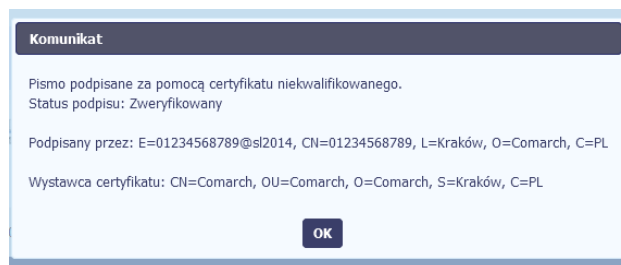 Komunikat
Pismo podpisane za pomocą certyfikatu niekwalifikowanego.
Status podpisu: Zweryfikowany
Podpisany przez: E=01234568789@sl2014, CN=01234568789, L=Kraków, O=Comarch, C=PL
Wystawca certyfikatu: CN=Comarch, OU=Comarch, O=Comarch, S=Kraków, C=PL
OK